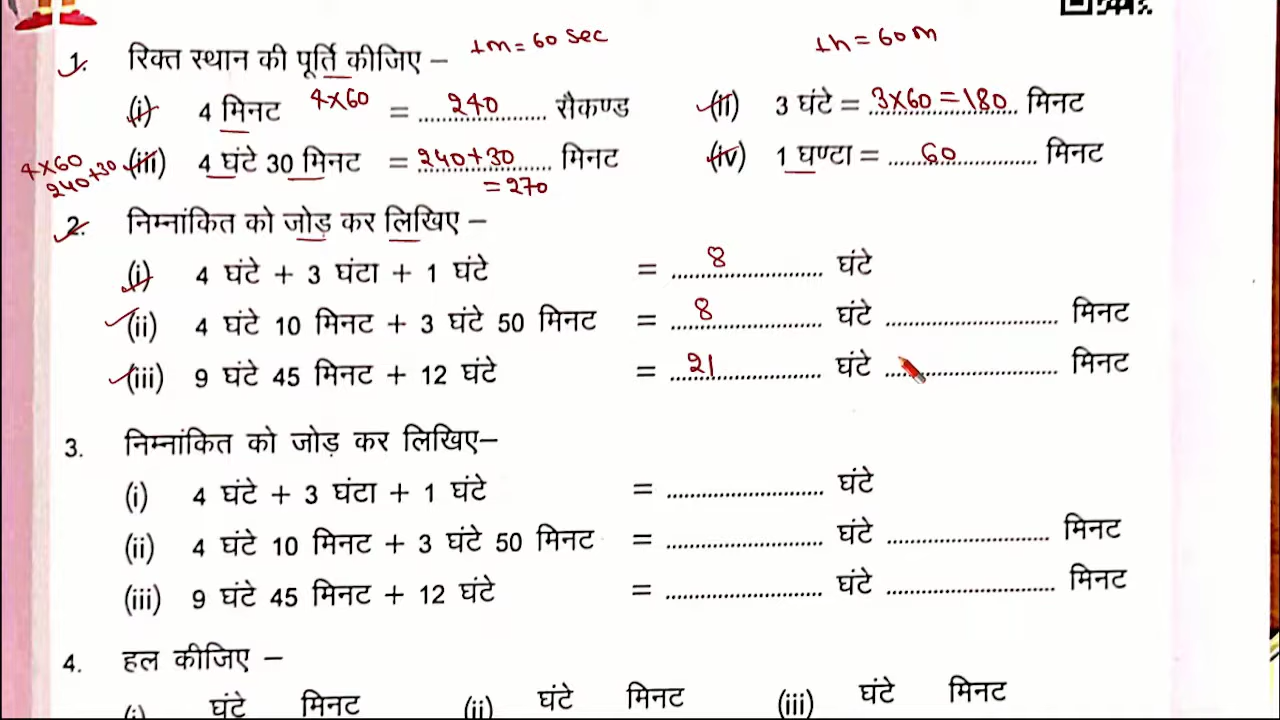 1m = 60 sec 1h = 60 m
1. रिक्त स्थान की पूर्ति कीजिए –
(i) 4 मिनट 4×60 = ...240... सैकण्ड (ii) 3 घंटे = 3×60 = 180 मिनट
4×60
240+30
(iii) 4 घंटे 30 मिनट = 240+30 मिनट (iv) 1 घण्टा = ...60... मिनट
= 270
2. निम्नांकित को जोड़ कर लिखिए –
(i) 4 घंटे + 3 घंटा + 1 घंटे = ...8... घंटे
(ii) 4 घंटे 10 मिनट + 3 घंटे 50 मिनट = ...8... घंटे ............ मिनट
(iii) 9 घंटे 45 मिनट + 12 घंटे = ...21... घंटे ............ मिनट
3. निम्नांकित को जोड़ कर लिखिए–
(i) 4 घंटे + 3 घंटा + 1 घंटे = ............ घंटे
(ii) 4 घंटे 10 मिनट + 3 घंटे 50 मिनट = ............ घंटे ............ मिनट
(iii) 9 घंटे 45 मिनट + 12 घंटे = ............ घंटे ............ मिनट
4. हल कीजिए –
(i) घंटे मिनट (ii) घंटे मिनट (iii) घंटे मिनट